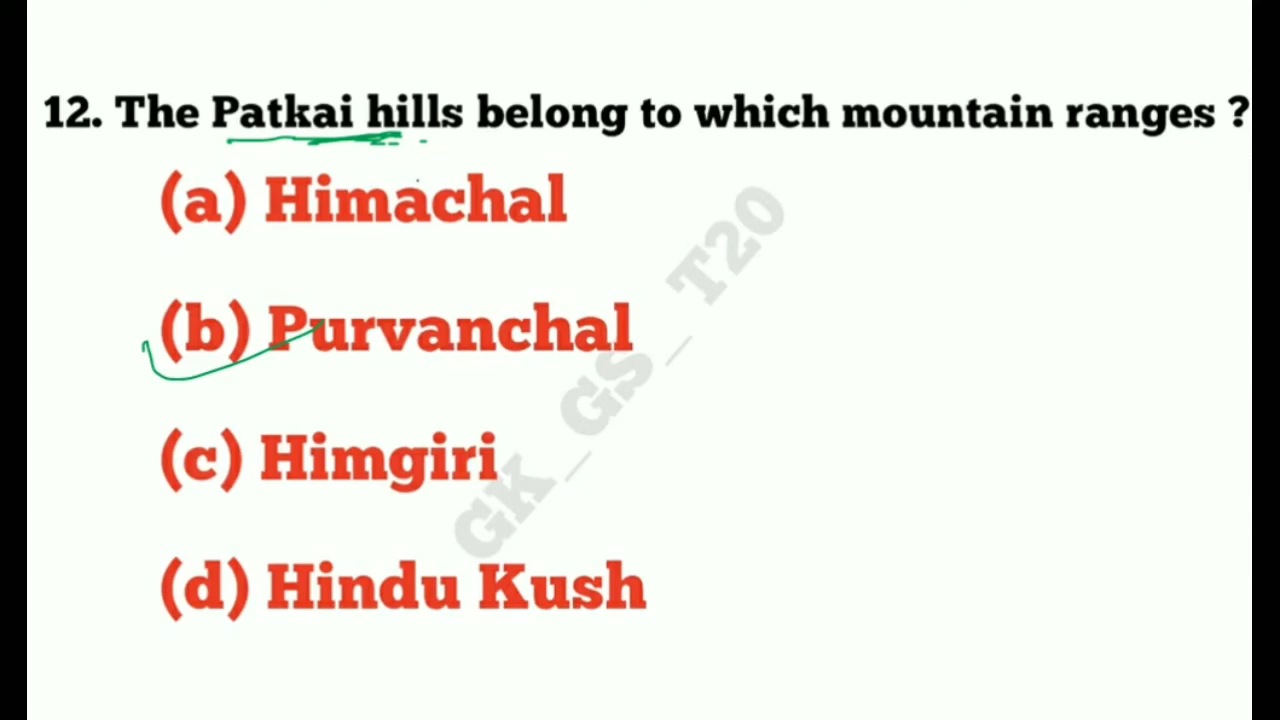 12. The Patkai hills belong to which mountain ranges ?
(a) Himachal
(b) Purvanchal
(c) Himgiri
(d) Hindu Kush
GK_GS_T20